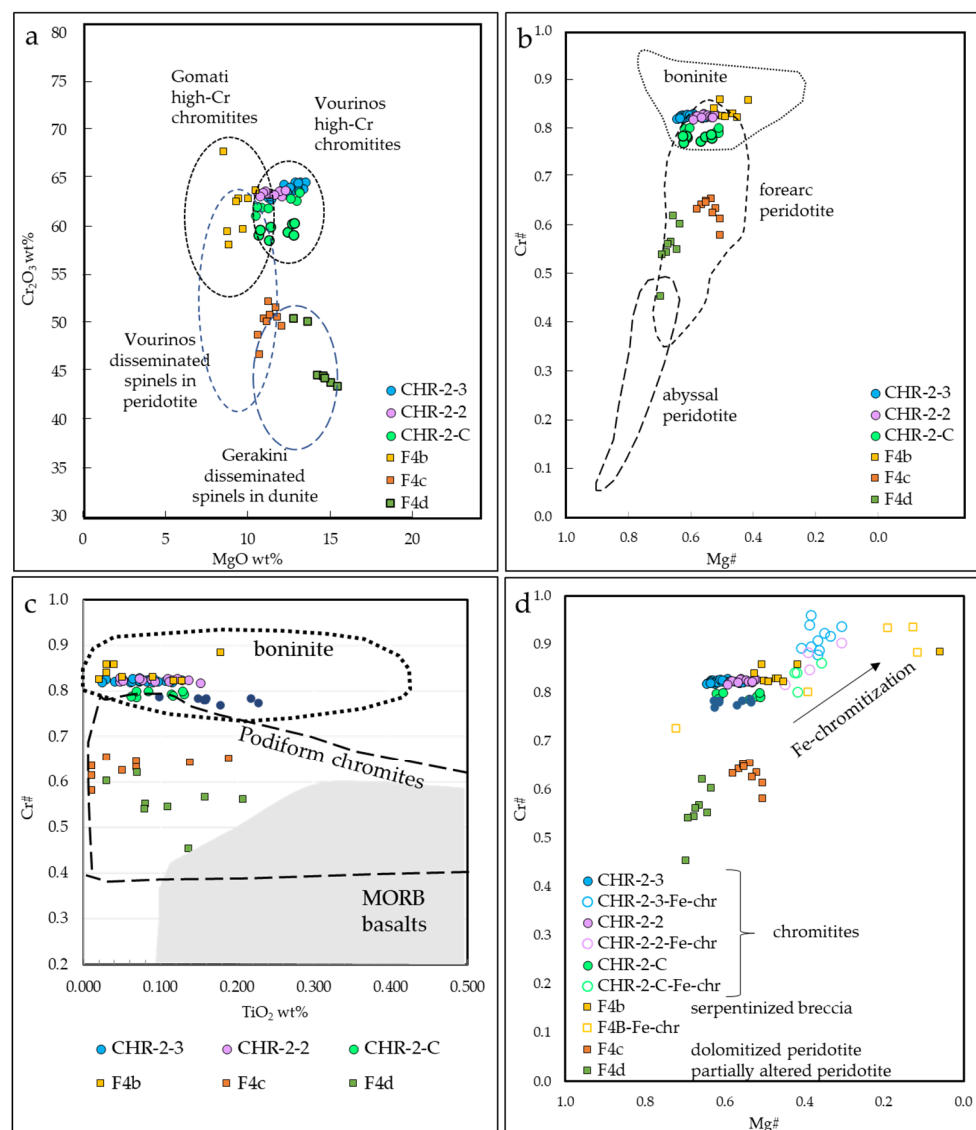 a
Cr₂O₃ wt%
80
75
70
65
60
55
50
45
40
35
30
0
5
10
15
20
MgO wt%
Gomati
high-Cr
chromitites
Vourinos
high-Cr
chromitites
Vourinos
disseminated
spinels in
peridotite
Gerakini
disseminated
spinels in dunite
CHR-2-3
CHR-2-2
CHR-2-C
F4b
F4c
F4d
b
Cr#
1.0
0.9
0.8
0.7
0.6
0.5
0.4
0.3
0.2
0.1
0.0
1.0
0.8
0.6
0.4
0.2
0.0
Mg#
boninite
forearc
peridotite
abyssal
peridotite
CHR-2-3
CHR-2-2
CHR-2-C
F4b
F4c
F4d
c
Cr#
1.0
0.9
0.8
0.7
0.6
0.5
0.4
0.3
0.2
0.000
0.100
0.200
0.300
0.400
0.500
TiO₂ wt%
boninite
Podiform chromites
MORB
basalts
CHR-2-3
CHR-2-2
CHR-2-C
F4b
F4c
F4d
d
Cr#
1.0
0.9
0.8
0.7
0.6
0.5
0.4
0.3
0.2
0.1
0.0
1.0
0.8
0.6
0.4
0.2
0.0
Mg#
Fe-chromitization
CHR-2-3
CHR-2-3-Fe-chr
CHR-2-2
CHR-2-2-Fe-chr
chromitites
CHR-2-C
CHR-2-C-Fe-chr
F4b serpentinized breccia
F4B-Fe-chr
F4c dolomitized peridotite
F4d partially altered peridotite